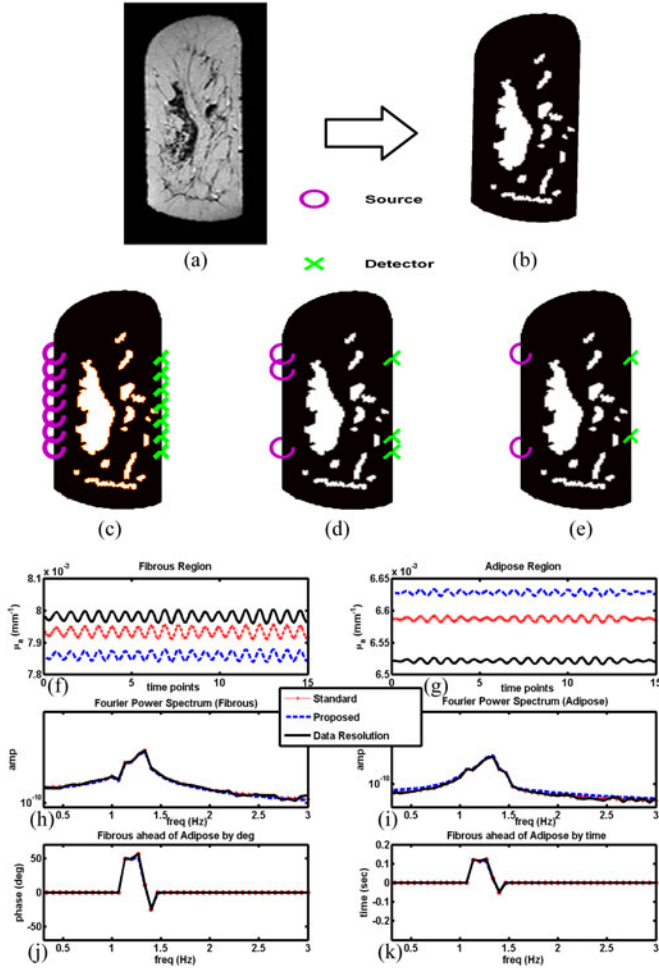 (a)
Source
Detector
(b)
(c)
(d)
(e)
x 10⁻³
Fibrous Region
8.1
8
7.9
7.8
μa (mm⁻¹)
0 5 10 15
time points
(f)
x 10⁻³
Adipose Region
6.65
6.6
6.55
6.5
μa (mm⁻¹)
0 5 10 15
time points
(g)
Standard
Proposed
Data Resolution
Fourier Power Spectrum (Fibrous)
amp
10⁻¹⁰
0.5 1 1.5 2 2.5 3
freq (Hz)
(h)
Fourier Power Spectrum (Adipose)
amp
10⁻¹⁰
0.5 1 1.5 2 2.5 3
freq (Hz)
(i)
Fibrous ahead of Adipose by deg
phase (deg)
50
0
-50
0.5 1 1.5 2 2.5 3
freq (Hz)
(j)
Fibrous ahead of Adipose by time
time (sec)
0.2
0.1
0
-0.1
-0.2
0.5 1 1.5 2 2.5 3
freq (Hz)
(k)